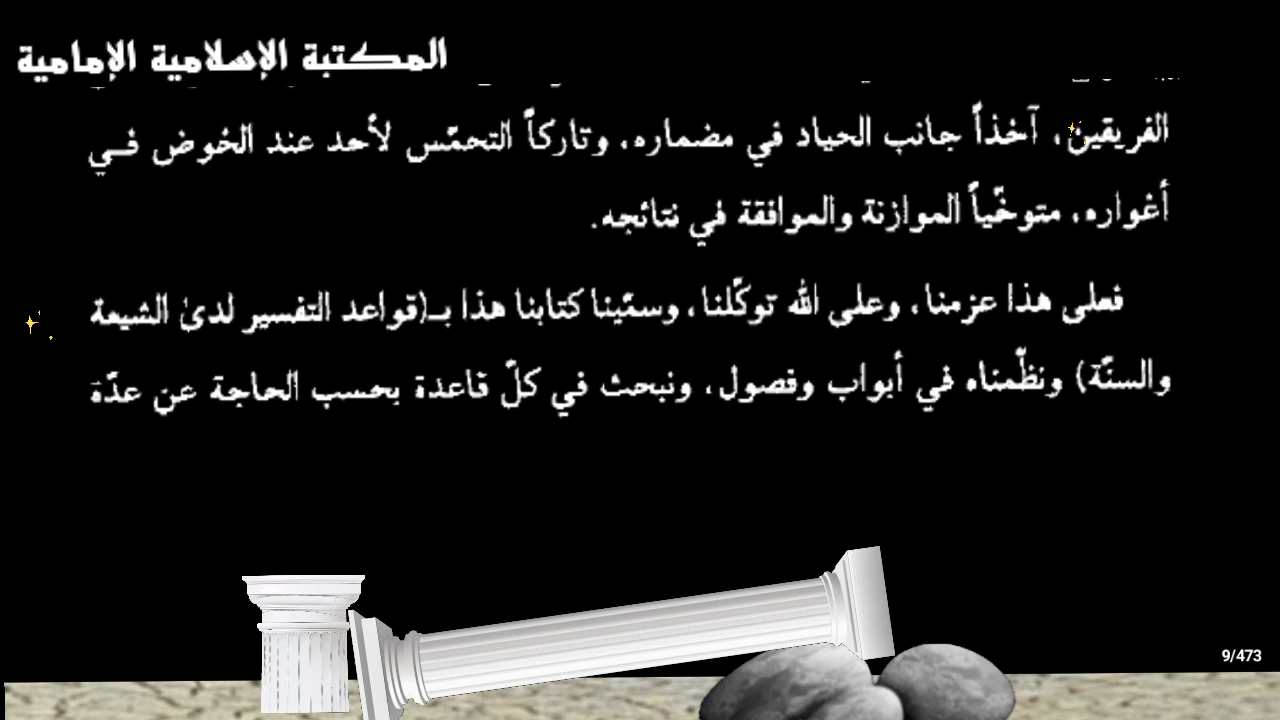 المكتبة الإسلامية الإمامية
الفريقين، آخذاً جانب الحياد في مضماره، وتاركاً التحمّس لأحد عند الخوض فـي
أغواره، متوخّياً الموازنة والموافقة في نتائجه.
فعلى هذا عزمنا، وعلى الله توكّلنا، وسمّينا كتابنا هذا بـ(قواعد التفسير لدىٰ الشيعة
والسنّة) ونظّمناه في أبواب وفصول، ونبحث في كلّ قاعدة بحسب الحاجة عن عدّة
9/473